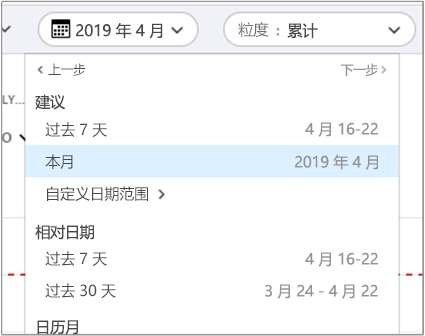 2019 年 4 月 粒度：累计
上一步 下一步
LY...
建议
过去 7 天 4 月 16-22
O
本月 2019 年 4 月
自定义日期范围
相对日期
过去 7 天 4 月 16-22
过去 30 天 3 月 24 - 4 月 22
日历月